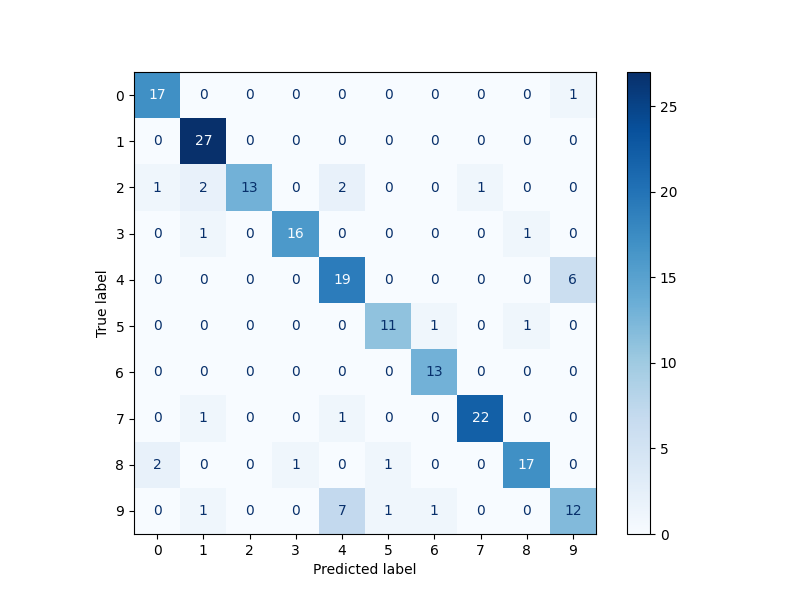 0 17 0 0 0 0 0 0 0 0 1
1 0 27 0 0 0 0 0 0 0 0
2 1 2 13 0 2 0 0 1 0 0
3 0 1 0 16 0 0 0 0 1 0
4 0 0 0 0 19 0 0 0 0 6
5 0 0 0 0 0 11 1 0 1 0
6 0 0 0 0 0 0 13 0 0 0
7 0 1 0 0 1 0 0 22 0 0
8 2 0 0 1 0 1 0 0 17 0
9 0 1 0 0 7 1 1 0 0 12
0 1 2 3 4 5 6 7 8 9
Predicted label
True label
25
20
15
10
5
0